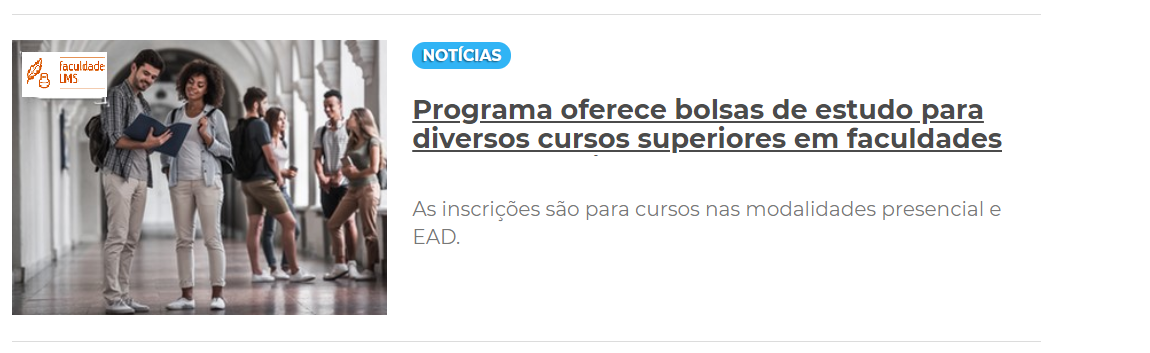 faculdade
LMS
NOTÍCIAS
Programa oferece bolsas de estudo para
diversos cursos superiores em faculdades
As inscrições são para cursos nas modalidades presencial e
EAD.